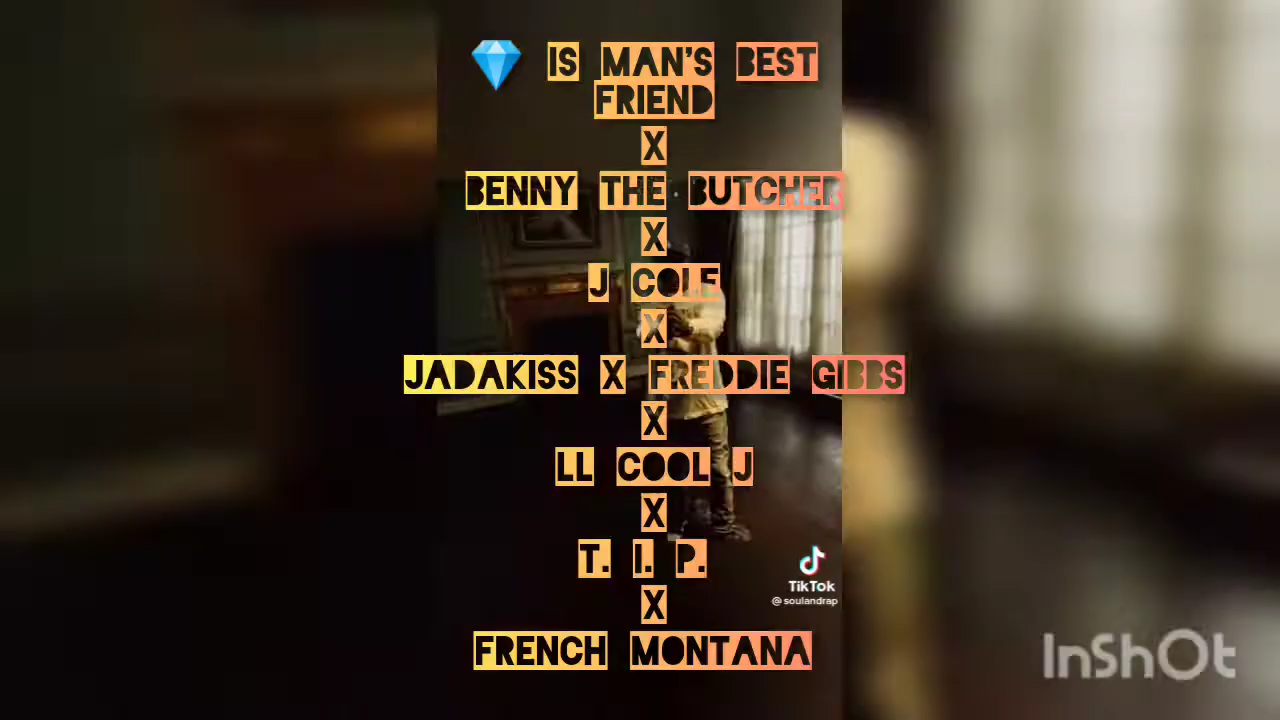 💎 IS MAN'S BEST
FRIEND
X
BENNY THE BUTCHER
X
J COLE
X
JADAKISS X FREDDIE GIBBS
X
LL COOL J
X
T. I. P.
X
FRENCH MONTANA
TikTok
@soulandrap
InShOt